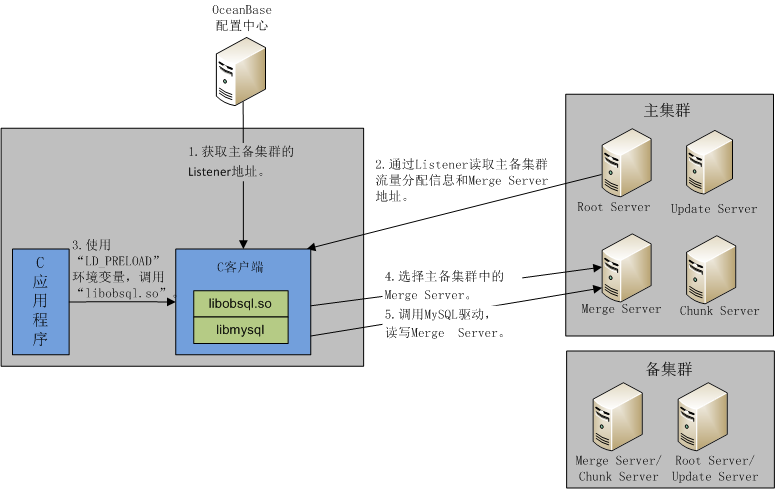 OceanBase
配置中心
1.获取主备集群的
Listener地址。
2.通过Listener读取主备集群
流量分配信息和Merge Server
地址。
3.使用
“LD_PRELOAD”
环境变量，调用
“libobsql.so”。
C
应
用
程
序
C客户端
libobsql.so
libmysql
4.选择主备集群中的
Merge Server。
5.调用MySQL驱动，
读写Merge  Server。
主集群
Root Server
Update Server
Merge Server
Chunk Server
备集群
Merge Server/
Chunk Server
Root Server/
Update Server